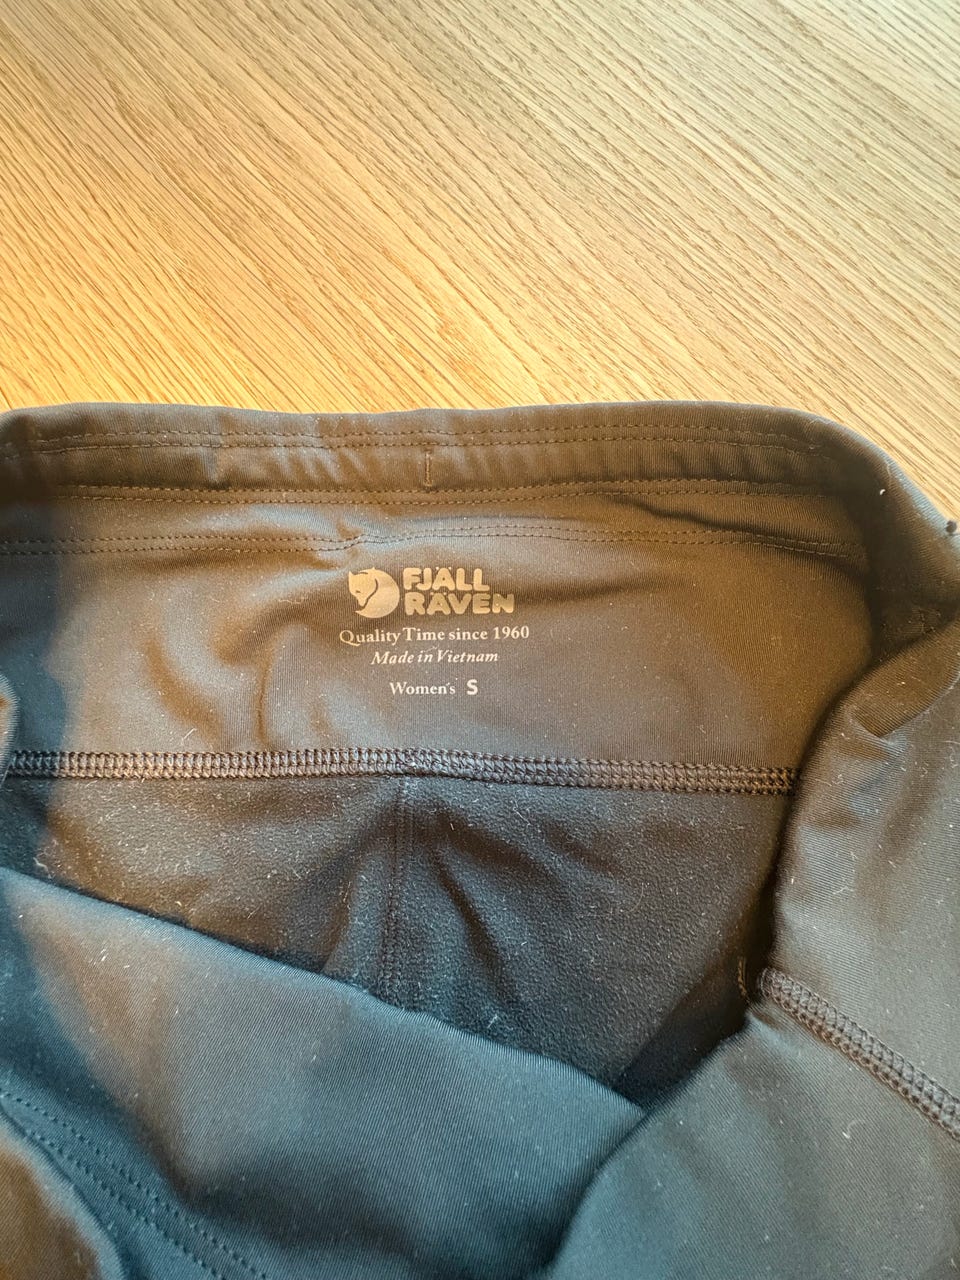 FJÄLL
RÄVEN
Quality Time since 1960
Made in Vietnam
Women's S